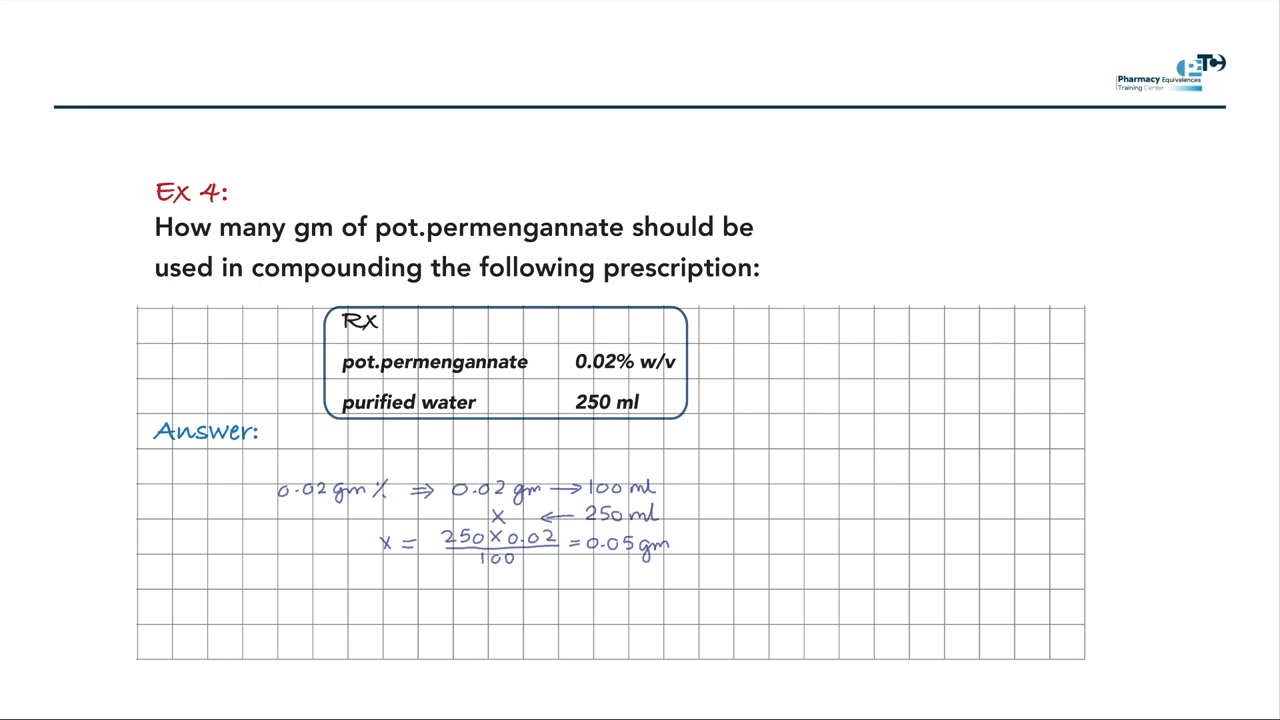 PTC
Pharmacy Equivalences
Training Center
Ex 4:
How many gm of pot.permengannate should be
used in compounding the following prescription:
RX
pot.permengannate 0.02% w/v
purified water 250 ml
Answer:
0.02 gm % ⇒ 0.02 gm → 100 ml
x ← 250 ml
x = 250 x 0.02 = 0.05 gm
100